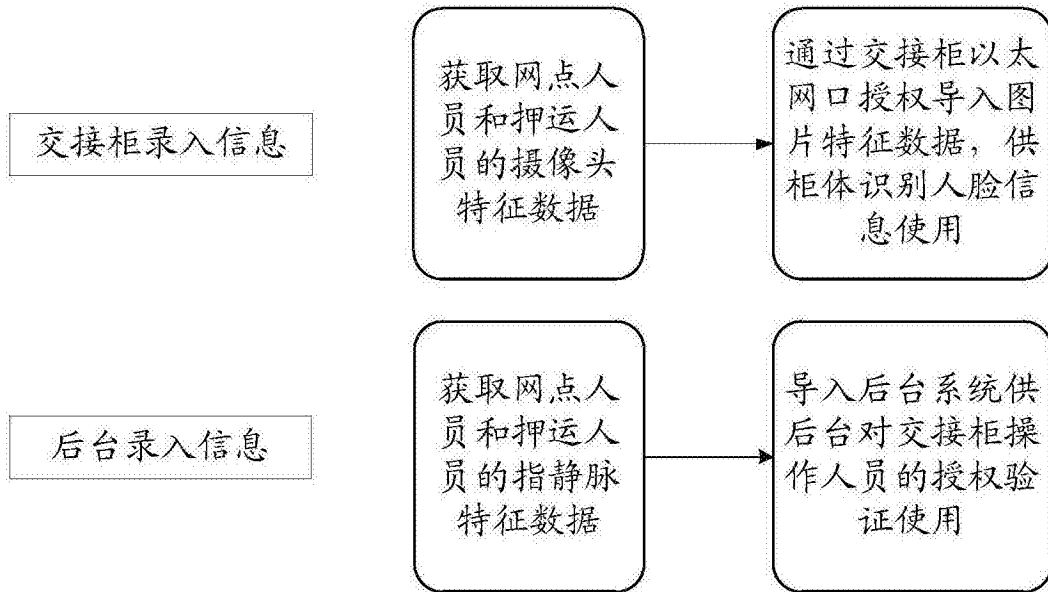 交接柜录入信息
获取网点人
员和押运人
员的摄像头
特征数据
通过交接柜以太
网口授权导入图
片特征数据，供
柜体识别人脸信
息使用
后台录入信息
获取网点人
员和押运人
员的指静脉
特征数据
导入后台系统供
后台对交接柜操
作人员的授权验
证使用